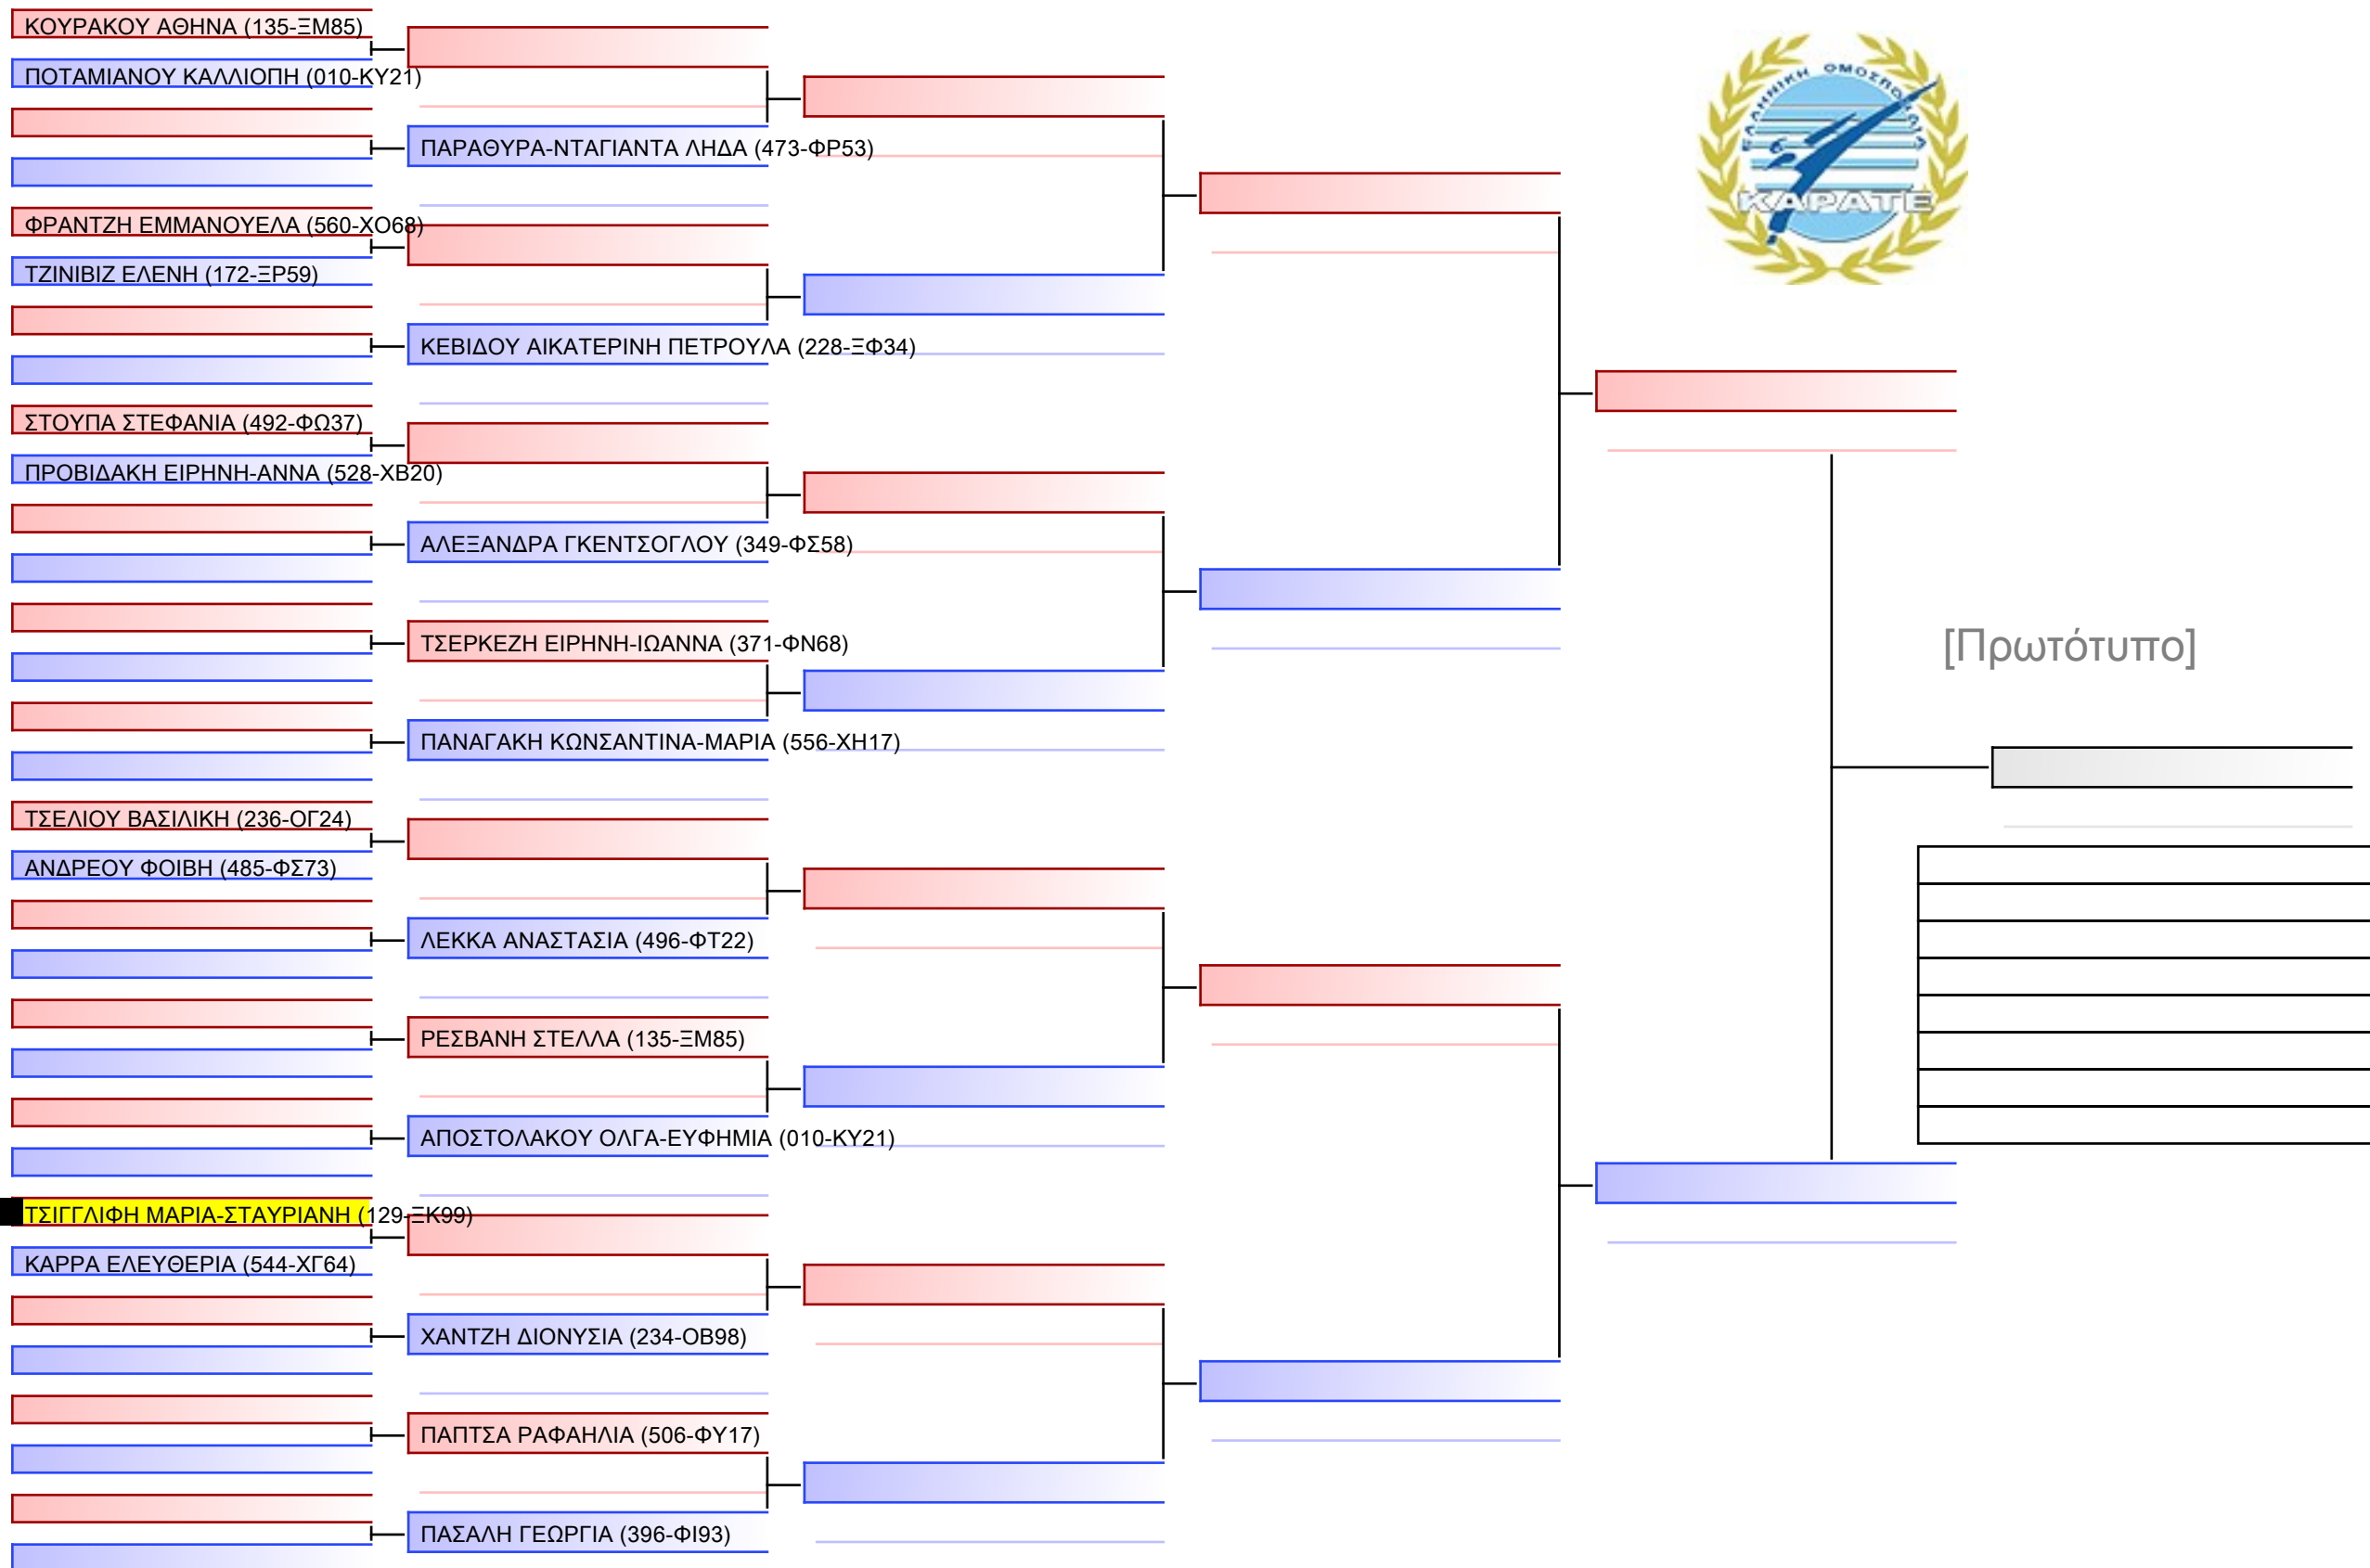 ΚΟΥΡΑΚΟΥ ΑΘΗΝΑ (135-ΞΜ85)
ΠΟΤΑΜΙΑΝΟΥ ΚΑΛΛΙΟΠΗ (010-ΚΥ21)
ΠΑΡΑΘΥΡΑ-ΝΤΑΓΙΑΝΤΑ ΛΗΔΑ (473-ΦΡ53)
ΦΡΑΝΤΖΗ ΕΜΜΑΝΟΥΕΛΑ (560-ΧΟ68)
ΤΖΙΝΙΒΙΖ ΕΛΕΝΗ (172-ΞΡ59)
ΚΕΒΙΔΟΥ ΑΙΚΑΤΕΡΙΝΗ ΠΕΤΡΟΥΛΑ (228-ΞΦ34)
ΣΤΟΥΠΑ ΣΤΕΦΑΝΙΑ (492-ΦΩ37)
ΠΡΟΒΙΔΑΚΗ ΕΙΡΗΝΗ-ΑΝΝΑ (528-ΧΒ20)
ΑΛΕΞΑΝΔΡΑ ΓΚΕΝΤΣΟΓΛΟΥ (349-ΦΣ58)
ΤΣΕΡΚΕΖΗ ΕΙΡΗΝΗ-ΙΩΑΝΝΑ (371-ΦΝ68)
ΠΑΝΑΓΑΚΗ ΚΩΝΣΑΝΤΙΝΑ-ΜΑΡΙΑ (556-ΧΗ17)
ΤΣΕΛΙΟΥ ΒΑΣΙΛΙΚΗ (236-ΟΓ24)
ΑΝΔΡΕΟΥ ΦΟΙΒΗ (485-ΦΣ73)
ΛΕΚΚΑ ΑΝΑΣΤΑΣΙΑ (496-ΦΤ22)
ΡΕΣΒΑΝΗ ΣΤΕΛΛΑ (135-ΞΜ85)
ΑΠΟΣΤΟΛΑΚΟΥ ΟΛΓΑ-ΕΥΦΗΜΙΑ (010-ΚΥ21)
ΤΣΙΓΓΛΙΦΗ ΜΑΡΙΑ-ΣΤΑΥΡΙΑΝΗ (129-ΞΚ99)
ΚΑΡΡΑ ΕΛΕΥΘΕΡΙΑ (544-ΧΓ64)
ΧΑΝΤΖΗ ΔΙΟΝΥΣΙΑ (234-ΟΒ98)
ΠΑΠΤΣΑ ΡΑΦΑΗΛΙΑ (506-ΦΥ17)
ΠΑΣΑΛΗ ΓΕΩΡΓΙΑ (396-ΦΙ93)
ΕΛΛΗΝΙΚΗ ΟΜΟΣΠΟΝΔΙΑ
ΚΑΡΑΤΕ
[Πρωτότυπο]